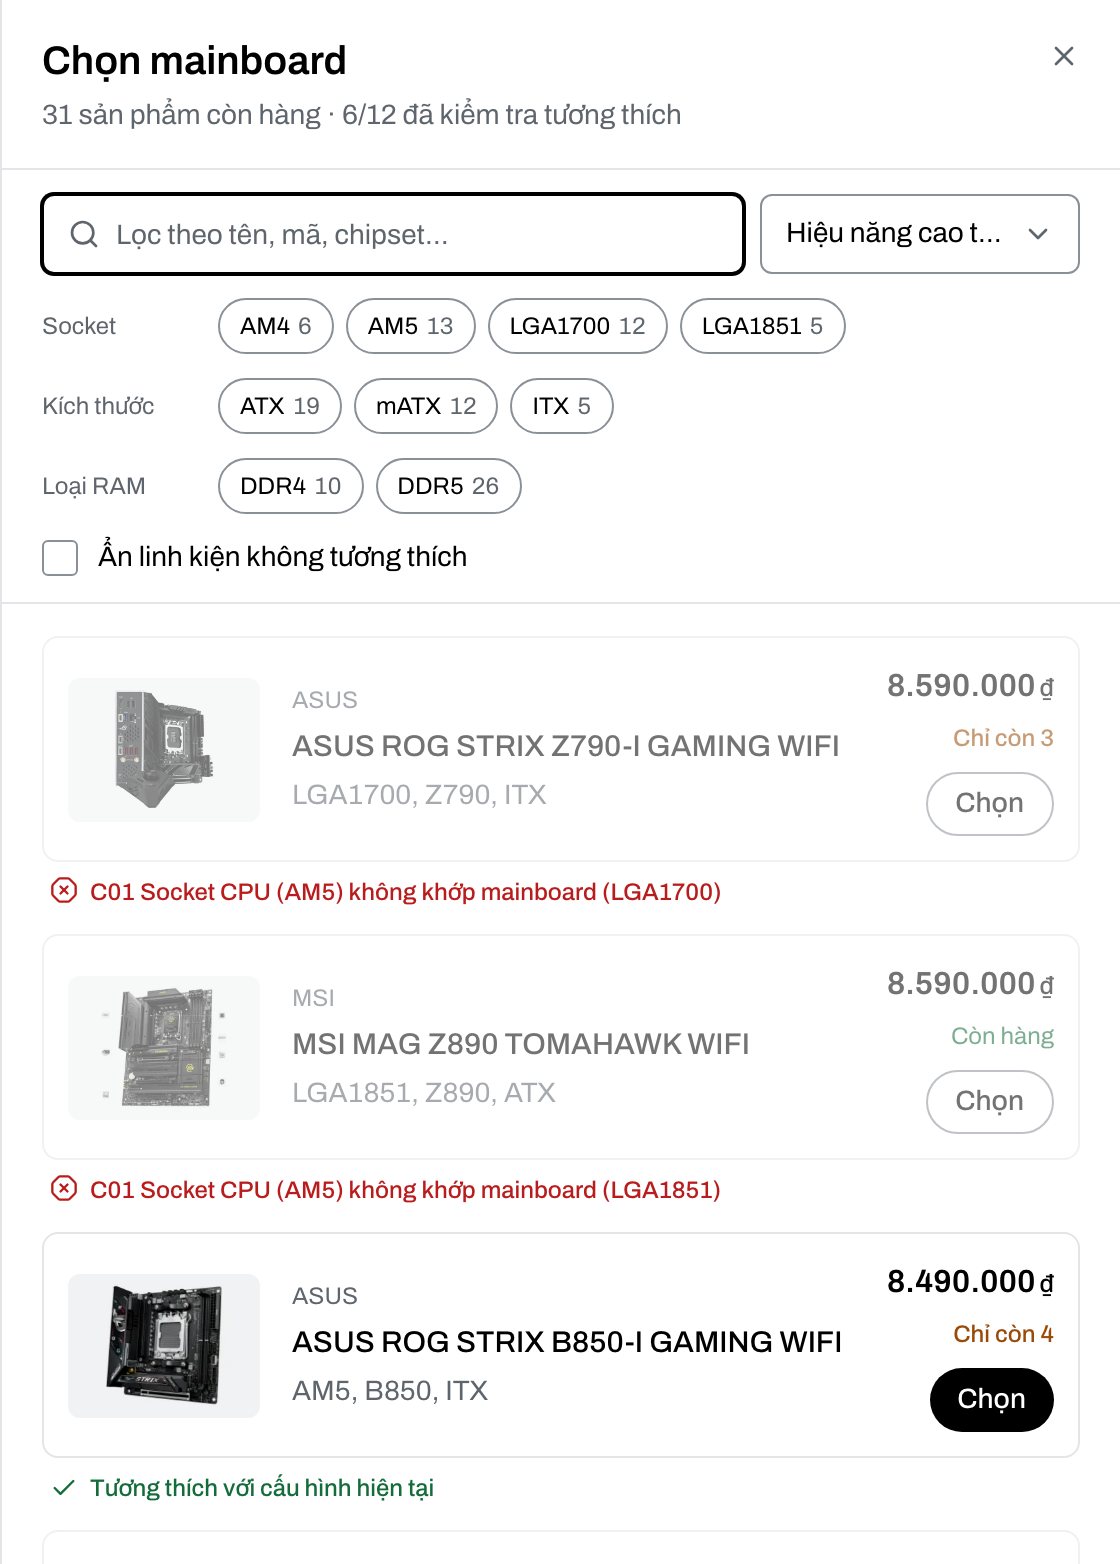 Chọn mainboard
31 sản phẩm còn hàng · 6/12 đã kiểm tra tương thích
Lọc theo tên, mã, chipset...
Hiệu năng cao t...
Socket
AM4 6
AM5 13
LGA1700 12
LGA1851 5
Kích thước
ATX 19
mATX 12
ITX 5
Loại RAM
DDR4 10
DDR5 26
Ẩn linh kiện không tương thích
ASUS
ASUS ROG STRIX Z790-I GAMING WIFI
LGA1700, Z790, ITX
8.590.000₫
Chỉ còn 3
Chọn
C01 Socket CPU (AM5) không khớp mainboard (LGA1700)
MSI
MSI MAG Z890 TOMAHAWK WIFI
LGA1851, Z890, ATX
8.590.000₫
Còn hàng
Chọn
C01 Socket CPU (AM5) không khớp mainboard (LGA1851)
ASUS
ASUS ROG STRIX B850-I GAMING WIFI
AM5, B850, ITX
8.490.000₫
Chỉ còn 4
Chọn
Tương thích với cấu hình hiện tại